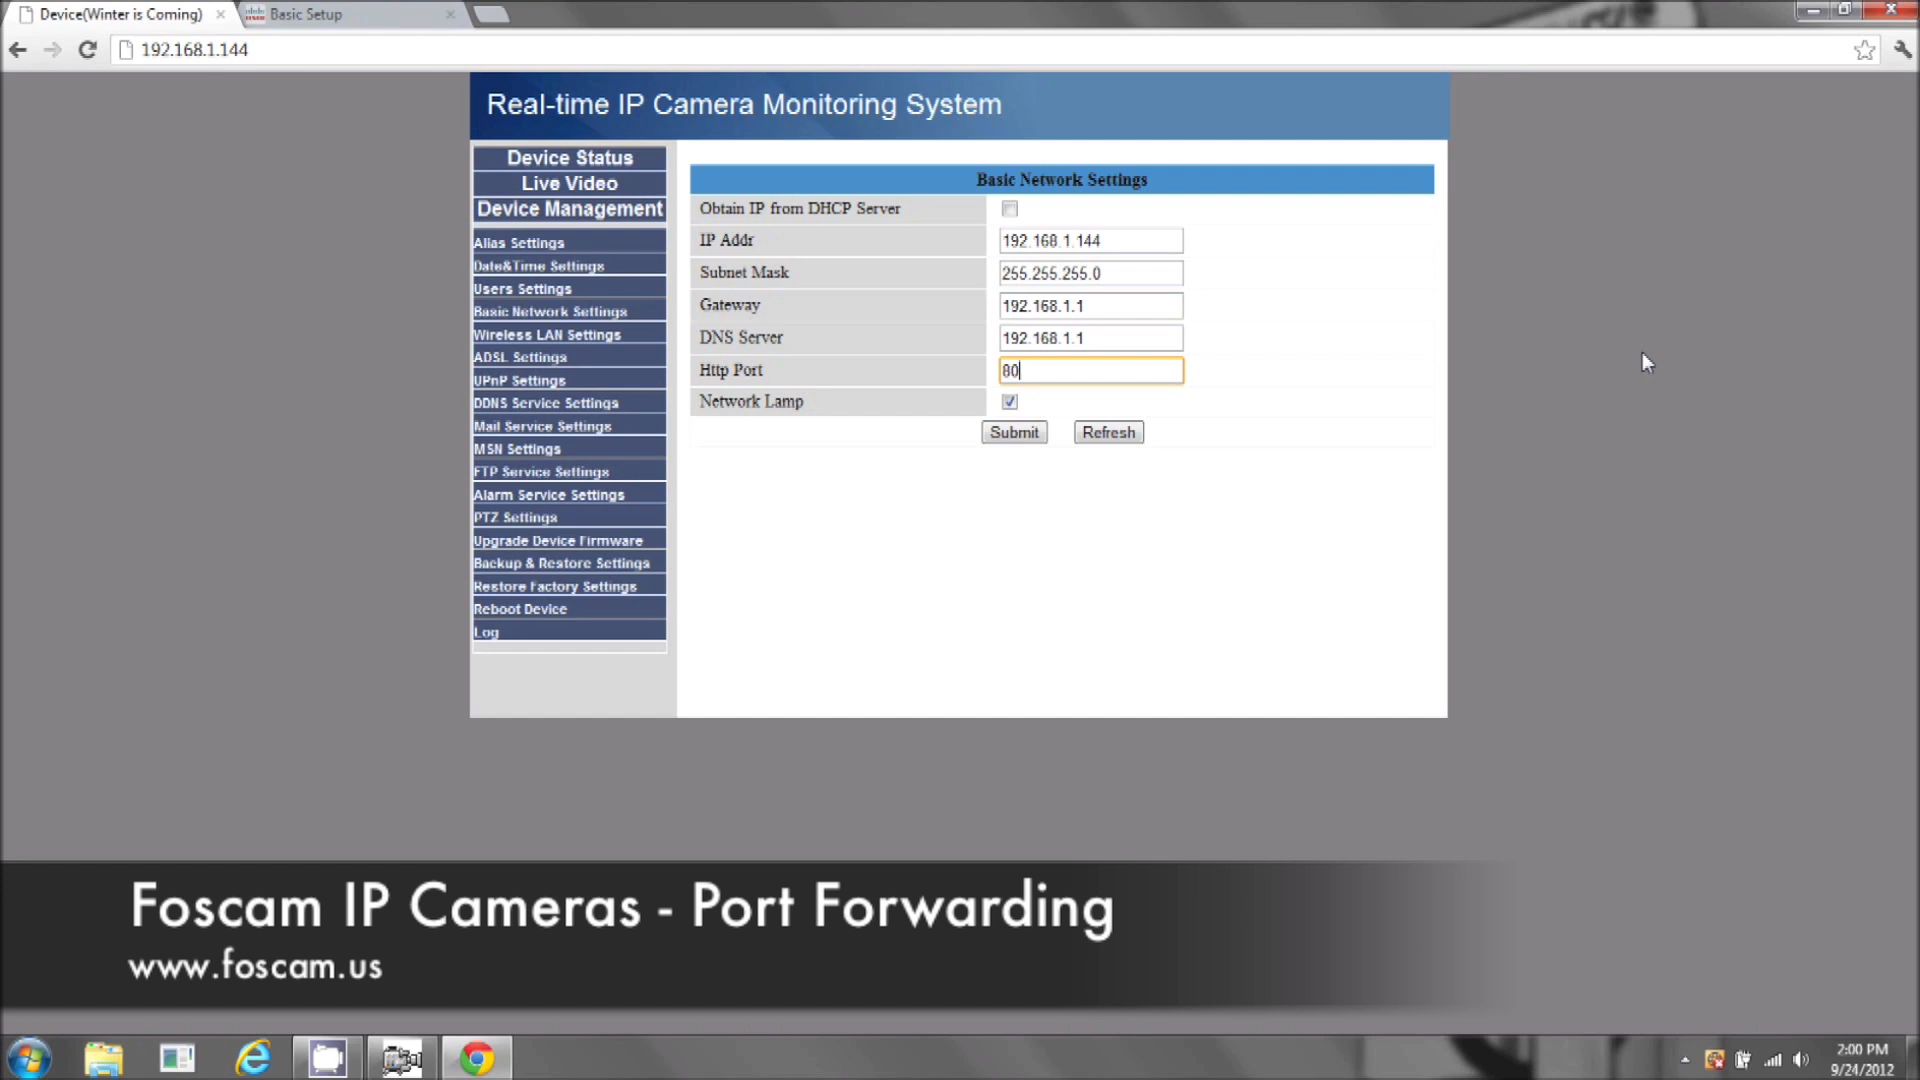 Device(Winter is Coming)
Basic Setup
192.168.1.144
Real-time IP Camera Monitoring System
Device Status
Live Video
Device Management
Alias Settings
Date&Time Settings
Users Settings
Basic Network Settings
Wireless LAN Settings
ADSL Settings
UPnP Settings
DDNS Service Settings
Mail Service Settings
MSN Settings
FTP Service Settings
Alarm Service Settings
PTZ Settings
Upgrade Device Firmware
Backup & Restore Settings
Restore Factory Settings
Reboot Device
Log
Basic Network Settings
Obtain IP from DHCP Server
IP Addr 192.168.1.144
Subnet Mask 255.255.255.0
Gateway 192.168.1.1
DNS Server 192.168.1.1
Http Port 80
Network Lamp
Submit Refresh
Foscam IP Cameras - Port Forwarding
www.foscam.us
2:00 PM
9/24/2012